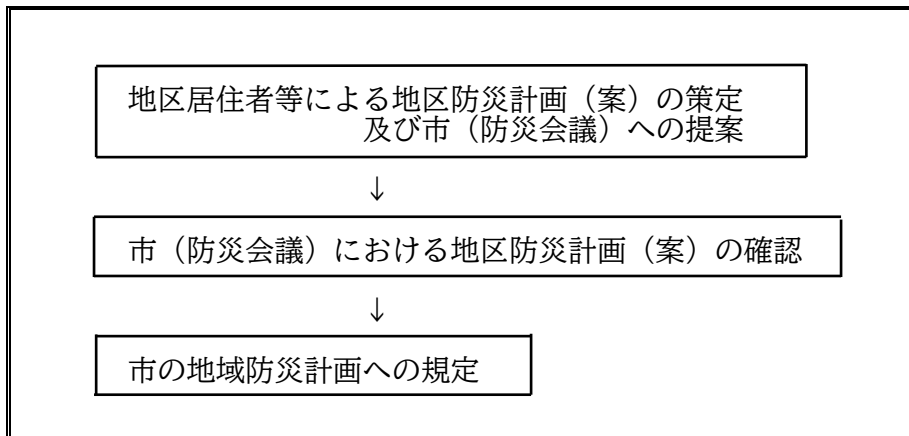 地区居住者等による地区防災計画（案）の策定
及び市（防災会議）への提案
↓
市（防災会議）における地区防災計画（案）の確認
↓
市の地域防災計画への規定